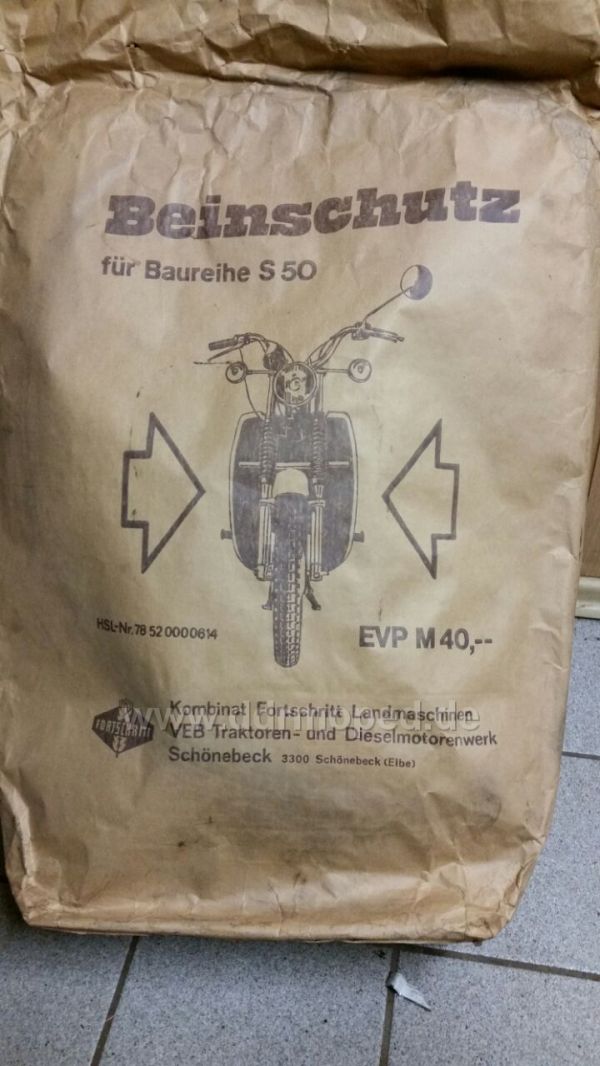 Beinschutz
für Baureihe S 50
HSL-Nr. 78 52 0000614
EVP M 40,--
FORTSCHRITT
Kombinat Fortschritt Landmaschinen
VEB Traktoren- und Dieselmotorenwerk
Schönebeck 3300 Schönebeck (Elbe)